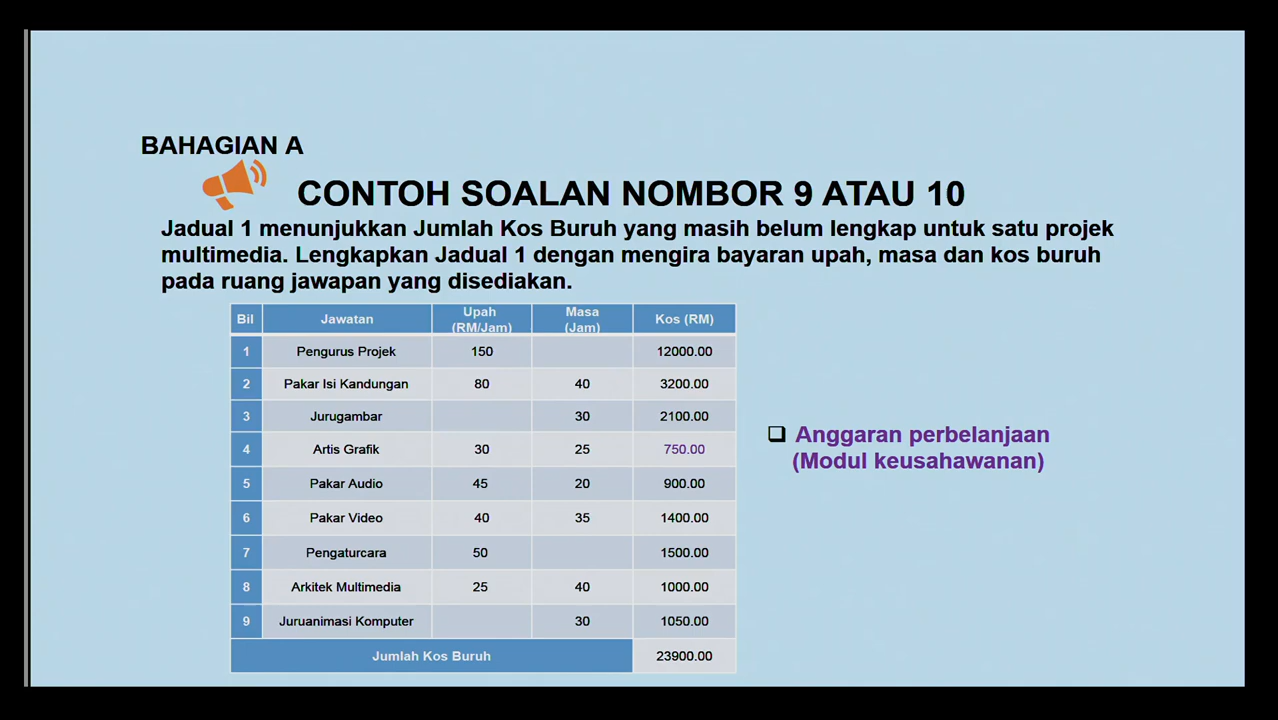 BAHAGIAN A
CONTOH SOALAN NOMBOR 9 ATAU 10
Jadual 1 menunjukkan Jumlah Kos Buruh yang masih belum lengkap untuk satu projek
multimedia. Lengkapkan Jadual 1 dengan mengira bayaran upah, masa dan kos buruh
pada ruang jawapan yang disediakan.
Bil Jawatan Upah (RM/Jam) Masa (Jam) Kos (RM)
1 Pengurus Projek 150 12000.00
2 Pakar Isi Kandungan 80 40 3200.00
3 Jurugambar 30 2100.00
4 Artis Grafik 30 25 750.00
5 Pakar Audio 45 20 900.00
6 Pakar Video 40 35 1400.00
7 Pengaturcara 50 1500.00
8 Arkitek Multimedia 25 40 1000.00
9 Juruanimasi Komputer 30 1050.00
Jumlah Kos Buruh 23900.00
❑ Anggaran perbelanjaan
(Modul keusahawanan)